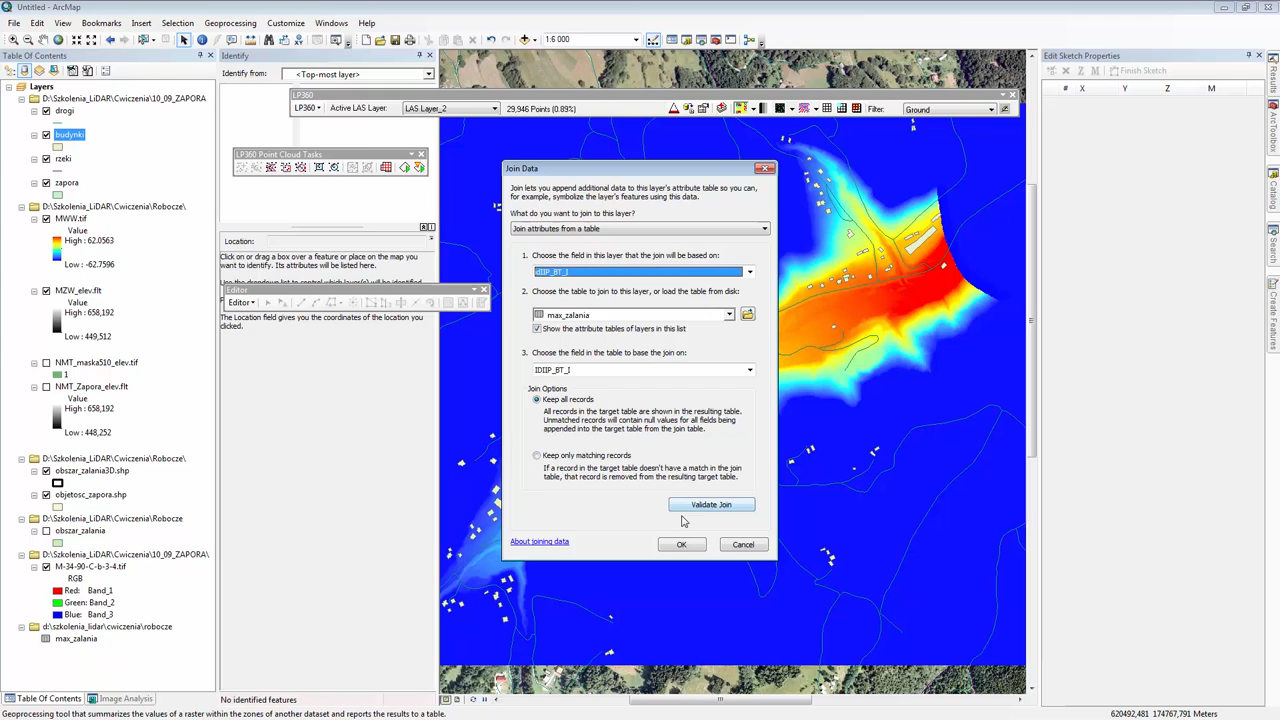 Untitled - ArcMap
File Edit View Bookmarks Insert Selection Geoprocessing Customize Windows Help
1:6 000
Table Of Contents
Layers
D:\Szkolenia_LiDAR\Cwiczenia\10_09_ZAPORA
drogi
budynki
rzeki
zapora
D:\Szkolenia_LiDAR\Cwiczenia\Robocze\
MWW.tif
Value
High : 62.0563
Low : -62.7596
MZW_elev.flt
Value
High : 658,192
Low : 449,512
NMT_maska510_elev.tif
1
NMT_Zapora_elev.flt
High : 658,192
Low : 448,252
D:\Szkolenia_LiDAR\Cwiczenia\Robocze\
obszar_zalania3D.shp
objetosc_zapora.shp
D:\Szkolenia_LiDAR\Cwiczenia\Robocze
obszar_zalania
D:\Szkolenia_LiDAR\Cwiczenia\10_09_ZAPORA\
M-34-90-C-b-3-4.tif
RGB
Red: Band_1
Green: Band_2
Blue: Band_3
d:\szkolenia_lidar\cwiczenia\robocze
max_zalania
Table Of Contents Image Analysis
Identify
Identify from: <Top-most layer>
LP360 Point Cloud Tasks
Location:
Click on or drag a box over a feature or place on the map you want to identify. Its attributes will be listed here.
Editor
Editor
The Location field gives you the coordinates of the location you clicked.
No identified features
LP360
LP360 Active LAS Layer: LAS Layer_2 29,946 Points (0.88%) Filter: Ground
Join Data
Join lets you append additional data to this layer's attribute table so you can,
for example, symbolize the layer's features using this data.
What do you want to join to this layer?
Join attributes from a table
1. Choose the field in this layer that the join will be based on:
idIIP_BT_I
2. Choose the table to join to this layer, or load the table from disk:
max_zalania
Show the attribute tables of layers in this list
3. Choose the field in the table to base the join on:
IDIIP_BT_I
Join Options
Keep all records
All records in the target table are shown in the resulting table.
Unmatched records will contain null values for all fields being
appended into the target table from the join table.
Keep only matching records
If a record in the target table doesn't have a match in the join
table, that record is removed from the resulting target table.
Validate Join
About joining data
OK Cancel
Edit Sketch Properties
Finish Sketch
# X Y Z M
Results
ArcToolbox
Catalog
Search
Create Features
Geoprocessing tool that summarizes the values of a raster within the zones of another dataset and reports the results to a table.
620492,481 174767,791 Meters